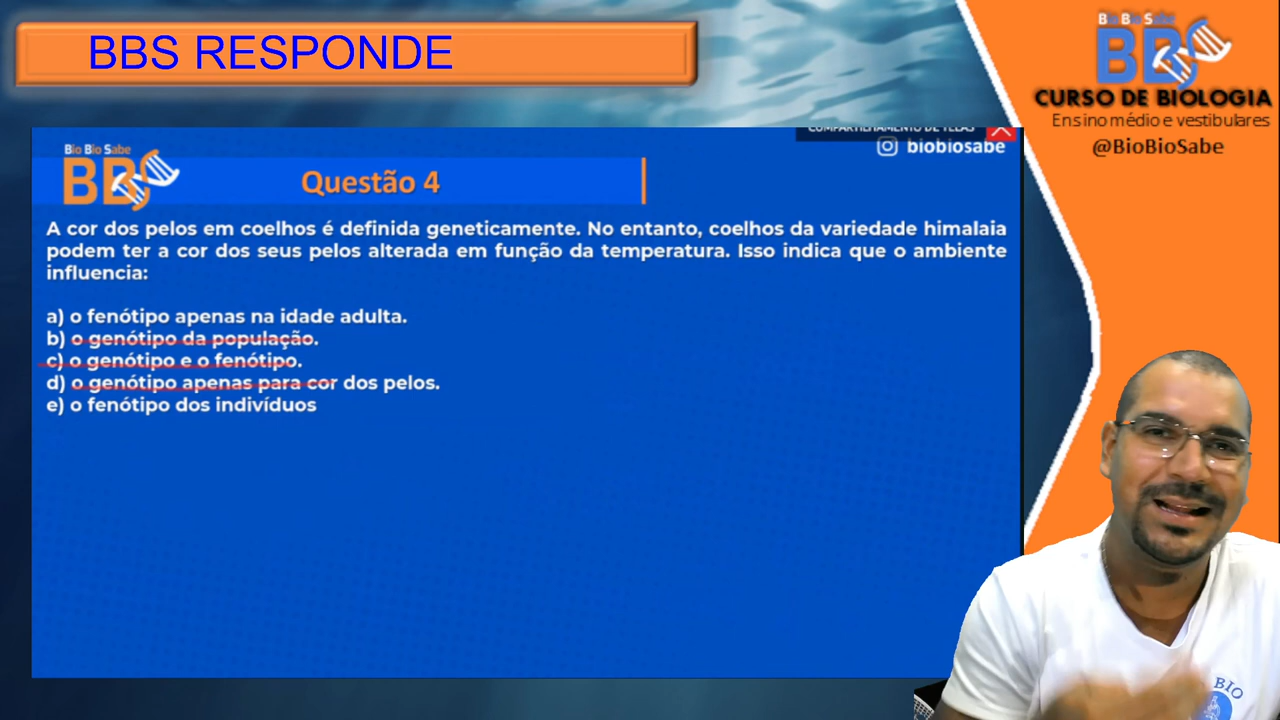 BBS RESPONDE
Bio Bio Sabe
BBS
CURSO DE BIOLOGIA
Ensino médio e vestibulares
@BioBioSabe
COMPARTILHAMENTO DE TELAS
biobiosabe
Bio Bio Sabe
BBS
Questão 4
A cor dos pelos em coelhos é definida geneticamente. No entanto, coelhos da variedade himalaia
podem ter a cor dos seus pelos alterada em função da temperatura. Isso indica que o ambiente
influencia:
a) o fenótipo apenas na idade adulta.
b) o genótipo da população.
c) o genótipo e o fenótipo.
d) o genótipo apenas para cor dos pelos.
e) o fenótipo dos indivíduos
BIO